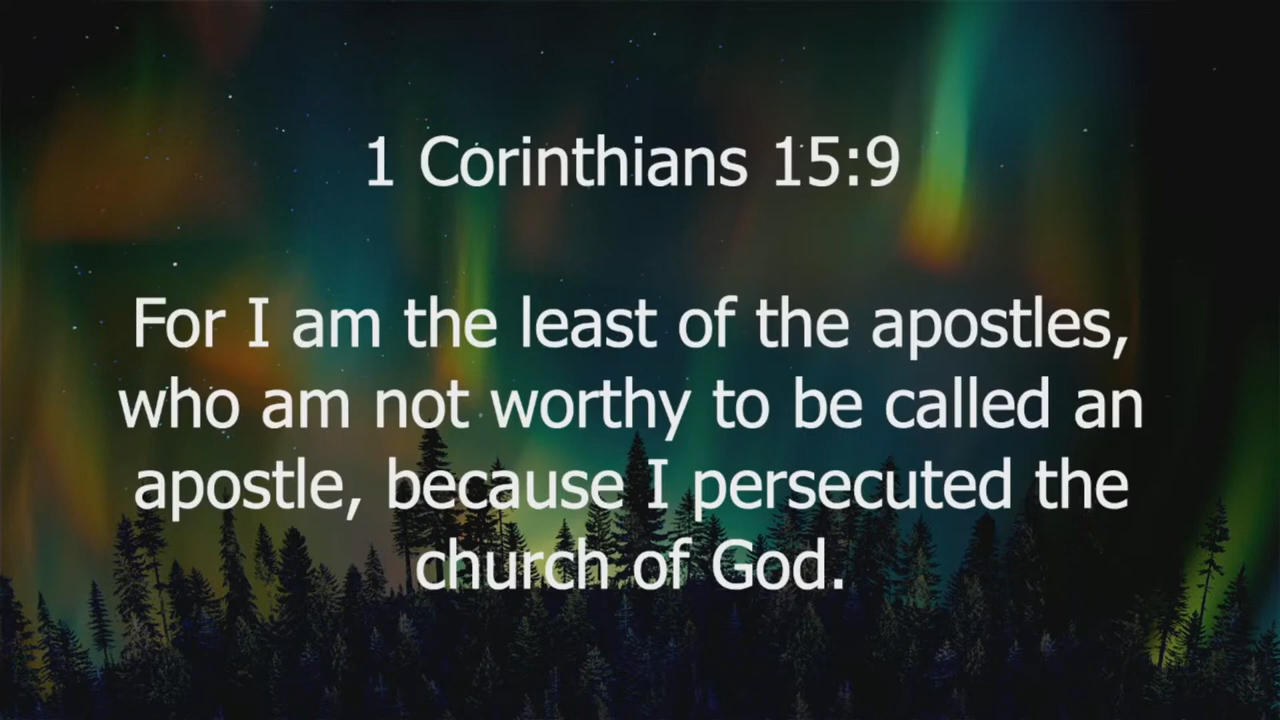 1 Corinthians 15:9
For I am the least of the apostles,
who am not worthy to be called an
apostle, because I persecuted the
church of God.